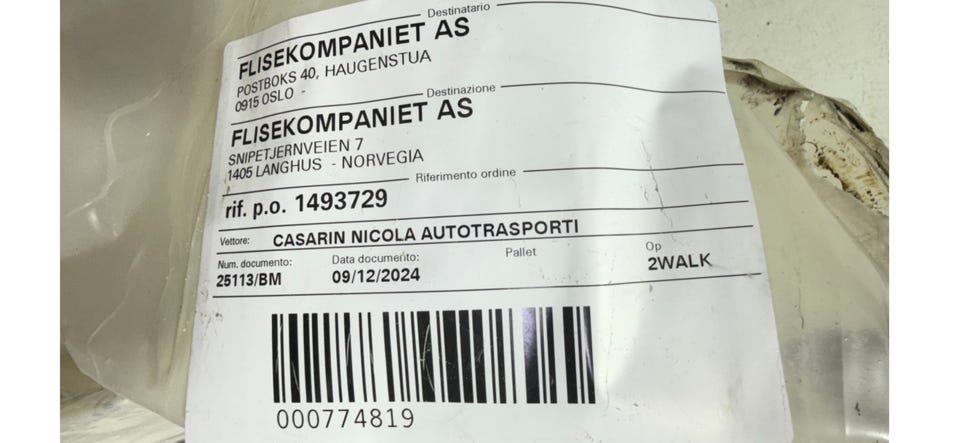 Destinatario
FLISEKOMPANIET AS
POSTBOKS 40, HAUGENSTUA
0915 OSLO -
Destinazione
FLISEKOMPANIET AS
SNIPETJERNVEIEN 7
1405 LANGHUS - NORVEGIA
Riferimento ordine
rif. p.o. 1493729
Vettore: CASARIN NICOLA AUTOTRASPORTI
Num. documento: Data documento: Pallet Op
25113/BM 09/12/2024 2WALK
000774819